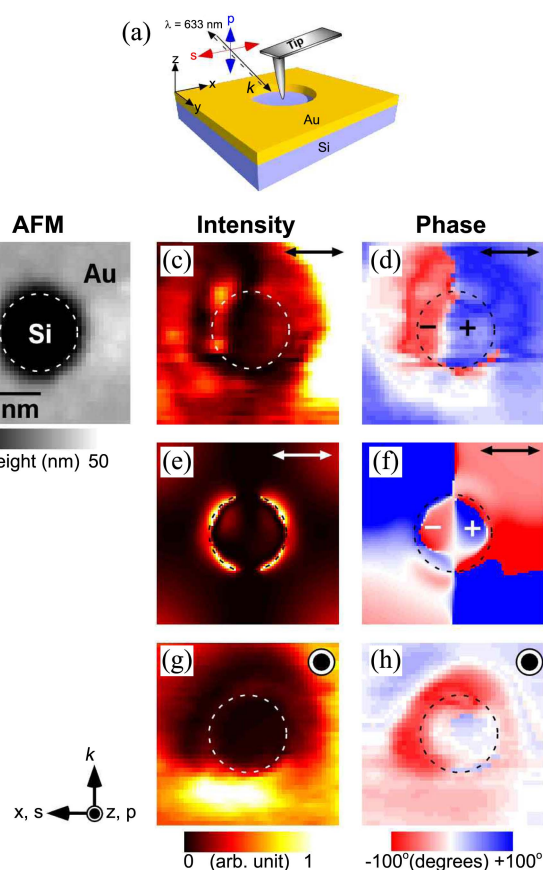 (a)
λ = 633 nm
p
s
Tip
z
x
k
y
Au
Si
AFM Intensity Phase
Au
Si
nm
eight (nm) 50
(c) (d)
− +
(e) (f)
− +
(g) (h)
k
x, s z, p
0 (arb. unit) 1
-100°(degrees) +100°